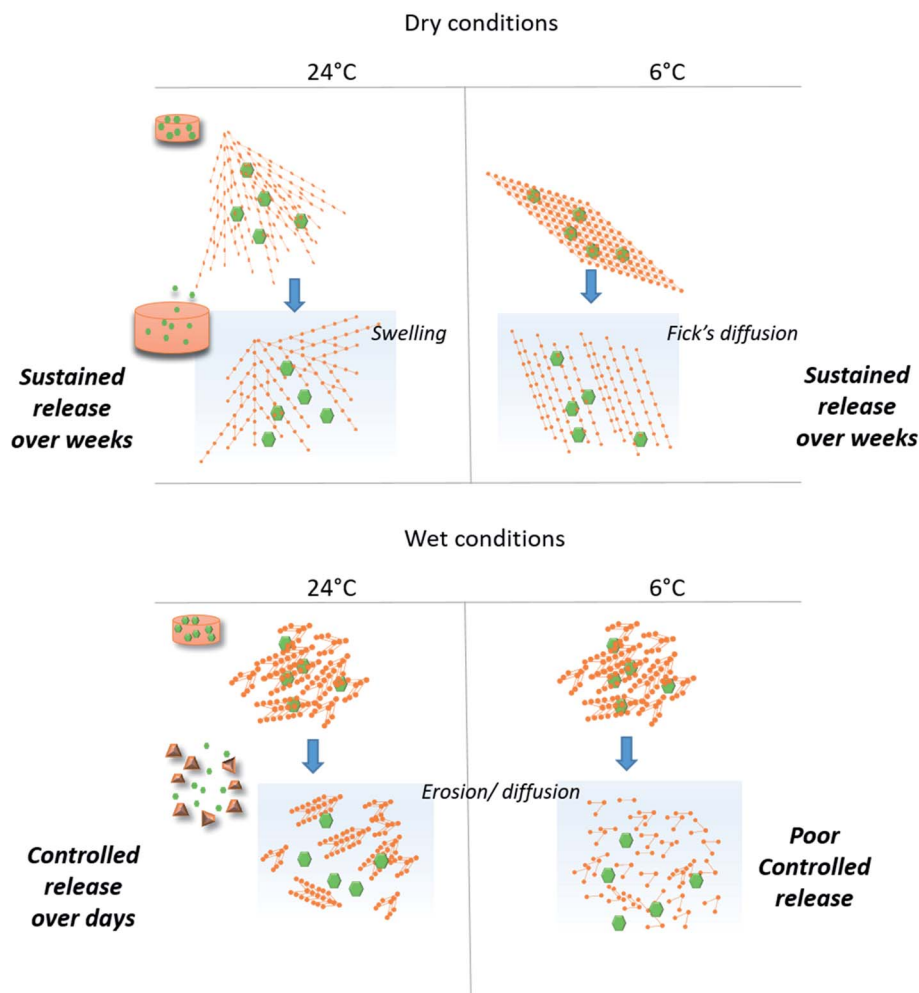 Dry conditions
24°C
6°C
Swelling
Fick's diffusion
Sustained
release
over weeks
Sustained
release
over weeks
Wet conditions
24°C
6°C
Erosion/ diffusion
Controlled
release
over days
Poor
Controlled
release